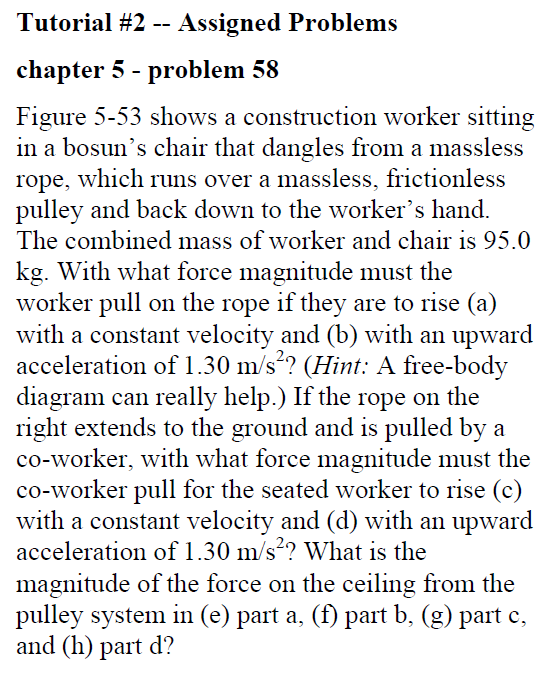 Tutorial #2 -- Assigned Problems
chapter 5 - problem 58
Figure 5-53 shows a construction worker sitting
in a bosun’s chair that dangles from a massless
rope, which runs over a massless, frictionless
pulley and back down to the worker’s hand.
The combined mass of worker and chair is 95.0
kg. With what force magnitude must the
worker pull on the rope if they are to rise (a)
with a constant velocity and (b) with an upward
acceleration of 1.30 m/s²? (Hint: A free-body
diagram can really help.) If the rope on the
right extends to the ground and is pulled by a
co-worker, with what force magnitude must the
co-worker pull for the seated worker to rise (c)
with a constant velocity and (d) with an upward
acceleration of 1.30 m/s²? What is the
magnitude of the force on the ceiling from the
pulley system in (e) part a, (f) part b, (g) part c,
and (h) part d?